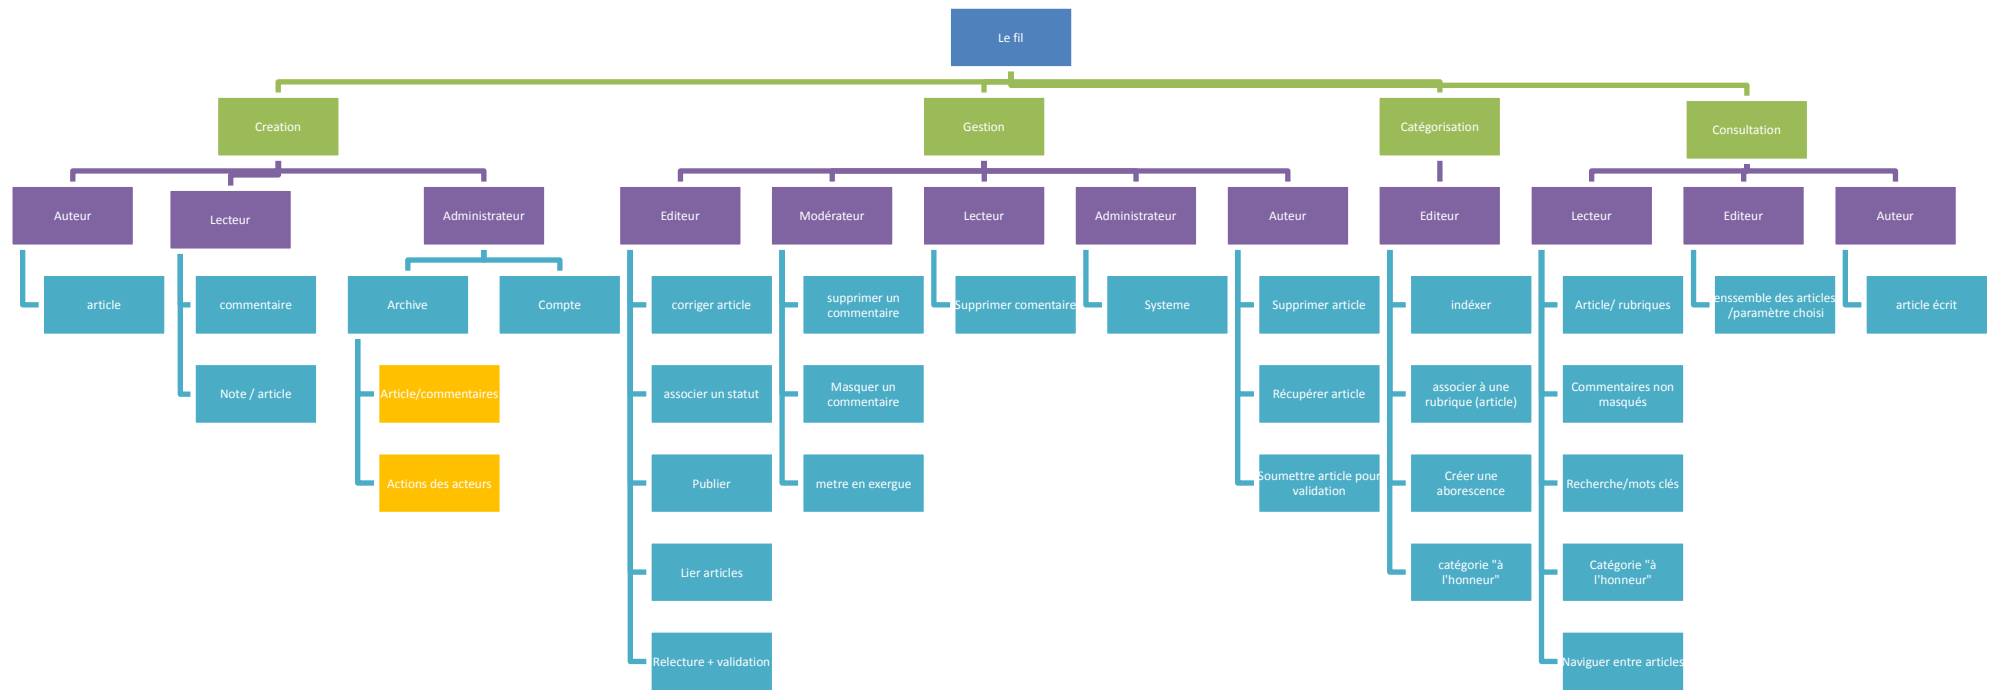 Le fil
Creation
Gestion
Catégorisation
Consultation
Auteur
Lecteur
Administrateur
Editeur
Modérateur
Lecteur
Administrateur
Auteur
Editeur
Lecteur
Editeur
Auteur
article
commentaire
Archive
Compte
corriger article
supprimer un
commentaire
Supprimer comentaire
Systeme
Supprimer article
indéxer
Article/ rubriques
enssemble des articles
/paramètre choisi
article écrit
Note / article
Article/commentaires
associer un statut
Masquer un
commentaire
Récupérer article
associer à une
rubrique (article)
Commentaires non
masqués
Actions des acteurs
Publier
metre en exergue
Soumettre article pour
validation
Créer une
aborescence
Recherche/mots clés
Lier articles
catégorie "à
l'honneur"
Catégorie "à
l'honneur"
Relecture + validation
Naviguer entre articles